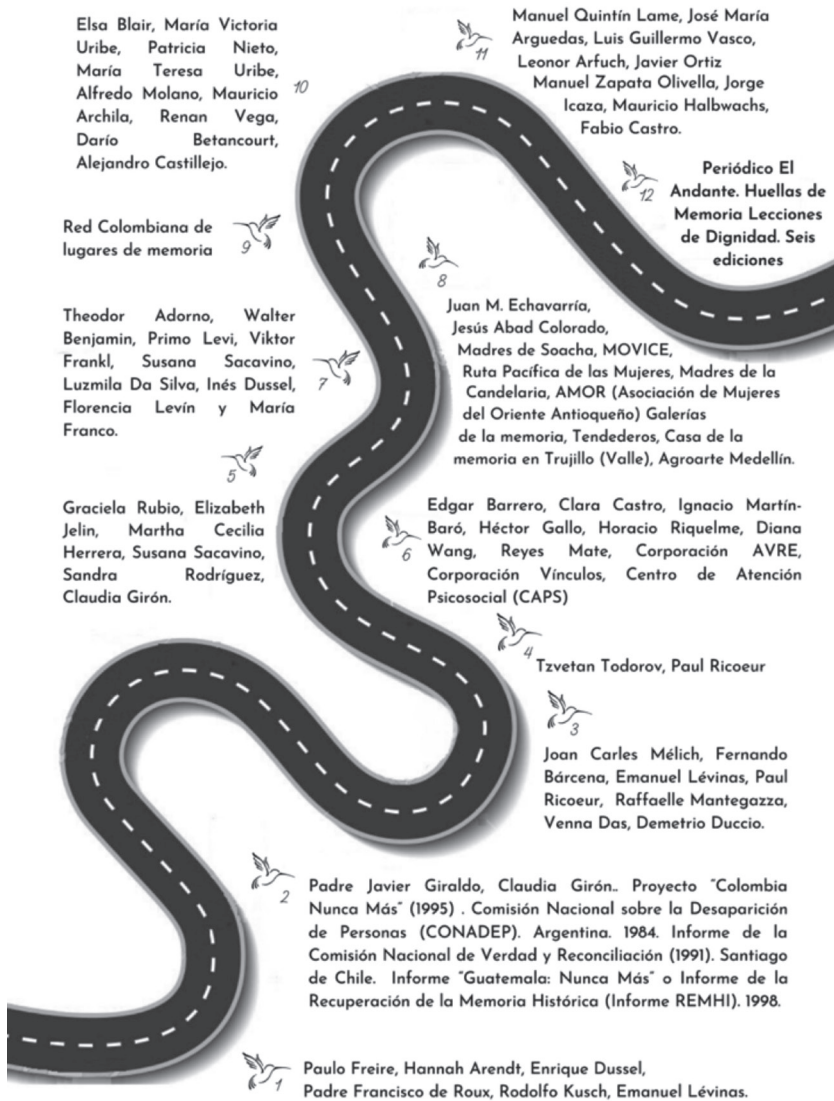 Elsa Blair, María Victoria
Uribe, Patricia Nieto,
María Teresa Uribe,
Alfredo Molano, Mauricio
Archila, Renan Vega,
Darío Betancourt,
Alejandro Castillejo.
10
Manuel Quintín Lame, José María
Arguedas, Luis Guillermo Vasco,
Leonor Arfuch, Javier Ortiz
Manuel Zapata Olivella, Jorge
Icaza, Mauricio Halbwachs,
Fabio Castro.
11
Periódico El
Andante. Huellas de
Memoria Lecciones
de Dignidad. Seis
ediciones
12
Red Colombiana de
lugares de memoria
9
8
Juan M. Echavarría,
Jesús Abad Colorado,
Madres de Soacha, MOVICE,
Ruta Pacífica de las Mujeres, Madres de la
Candelaria, AMOR (Asociación de Mujeres
del Oriente Antioqueño) Galerías
de la memoria, Tendederos, Casa de la
memoria en Trujillo (Valle), Agroarte Medellín.
Theodor Adorno, Walter
Benjamin, Primo Levi, Viktor
Frankl, Susana Sacavino,
Luzmila Da Silva, Inés Dussel,
Florencia Levín y María
Franco.
7
5
Graciela Rubio, Elizabeth
Jelin, Martha Cecilia
Herrera, Susana Sacavino,
Sandra Rodríguez,
Claudia Girón.
Edgar Barrero, Clara Castro, Ignacio Martín-
Baró, Héctor Gallo, Horacio Riquelme, Diana
Wang, Reyes Mate, Corporación AVRE,
Corporación Vínculos, Centro de Atención
Psicosocial (CAPS)
6
4
Tzvetan Todorov, Paul Ricoeur
3
Joan Carles Mélich, Fernando
Bárcena, Emanuel Lévinas, Paul
Ricoeur, Raffaelle Mantegazza,
Venna Das, Demetrio Duccio.
2
Padre Javier Giraldo, Claudia Girón.. Proyecto "Colombia
Nunca Más" (1995) . Comisión Nacional sobre la Desaparición
de Personas (CONADEP). Argentina. 1984. Informe de la
Comisión Nacional de Verdad y Reconciliación (1991). Santiago
de Chile. Informe "Guatemala: Nunca Más" o Informe de la
Recuperación de la Memoria Histórica (Informe REMHI). 1998.
1
Paulo Freire, Hannah Arendt, Enrique Dussel,
Padre Francisco de Roux, Rodolfo Kusch, Emanuel Lévinas.